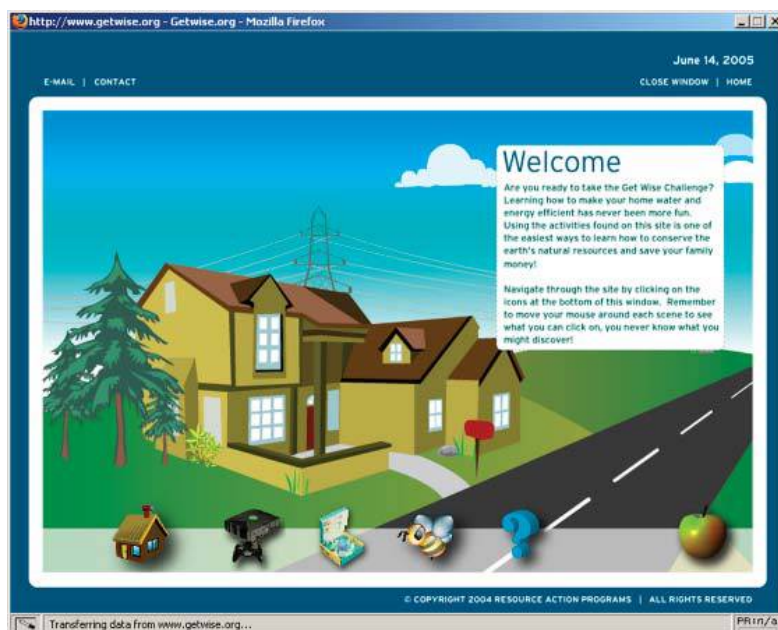 http://www.getwise.org - Getwise.org - Mozilla Firefox
June 14, 2005
E-MAIL | CONTACT
CLOSE WINDOW | HOME
Welcome
Are you ready to take the Get Wise Challenge?
Learning how to make your home water and
energy efficient has never been more fun.
Using the activities found on this site is one of
the easiest ways to learn how to conserve the
earth's natural resources and save your family
money!
Navigate through the site by clicking on the
icons at the bottom of this window. Remember
to move your mouse around each scene to see
what you can click on, you never know what you
might discover!
?
© COPYRIGHT 2004 RESOURCE ACTION PROGRAMS | ALL RIGHTS RESERVED
Transferring data from www.getwise.org...
PR:n/a